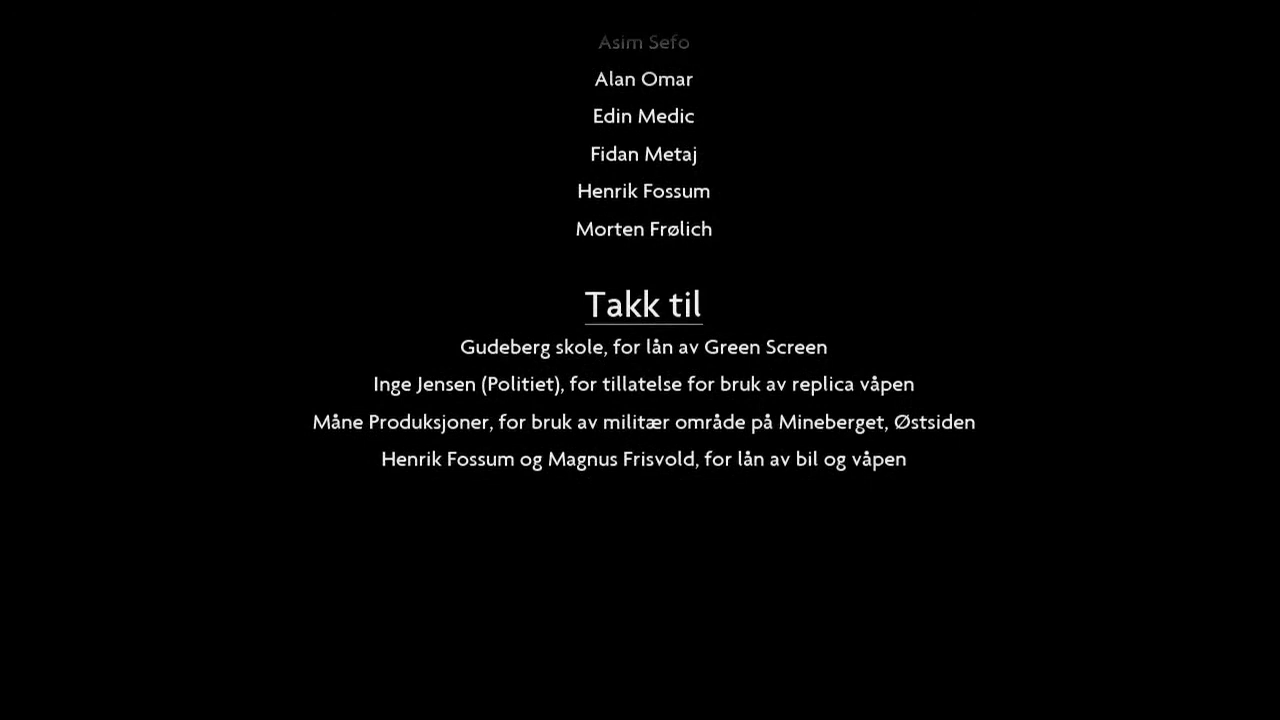 Asim Sefo
Alan Omar
Edin Medic
Fidan Metaj
Henrik Fossum
Morten Frølich
Takk til
Gudeberg skole, for lån av Green Screen
Inge Jensen (Politiet), for tillatelse for bruk av replica våpen
Måne Produksjoner, for bruk av militær område på Mineberget, Østsiden
Henrik Fossum og Magnus Frisvold, for lån av bil og våpen